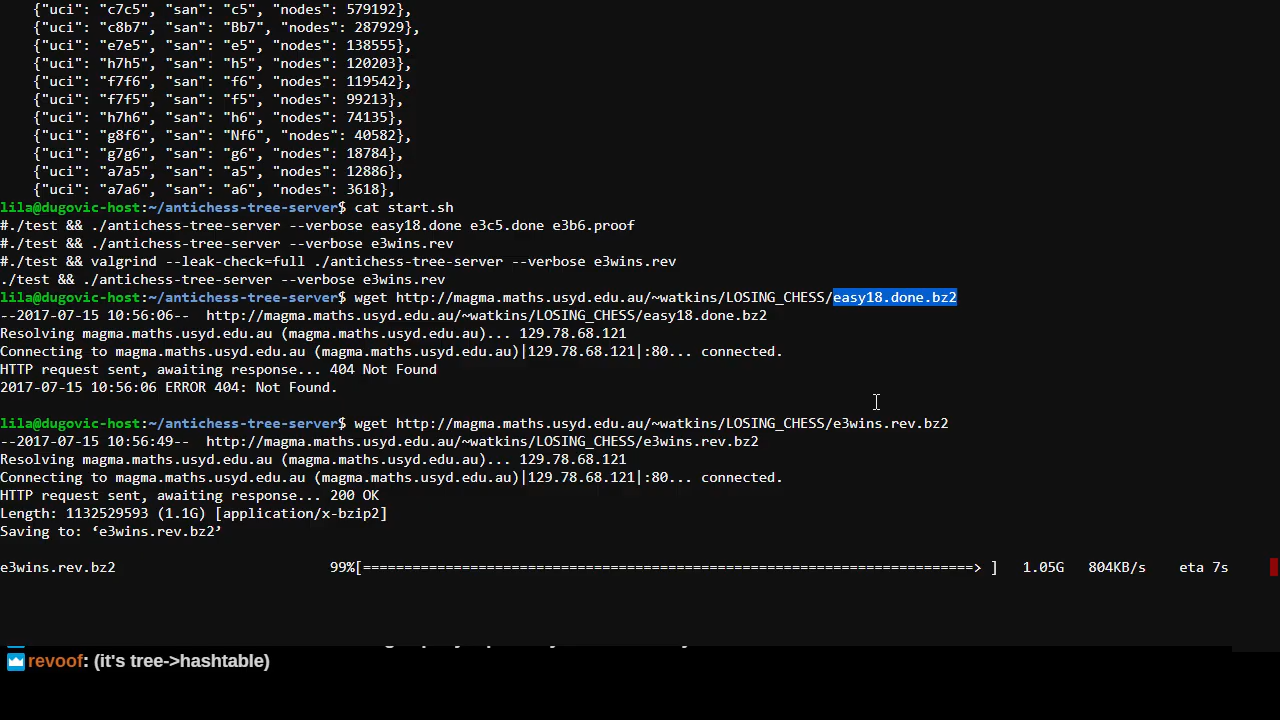 {"uci": "c7c5", "san": "c5", "nodes": 579192},
{"uci": "c8b7", "san": "Bb7", "nodes": 287929},
{"uci": "e7e5", "san": "e5", "nodes": 138555},
{"uci": "h7h5", "san": "h5", "nodes": 120203},
{"uci": "f7f6", "san": "f6", "nodes": 119542},
{"uci": "f7f5", "san": "f5", "nodes": 99213},
{"uci": "h7h6", "san": "h6", "nodes": 74135},
{"uci": "g8f6", "san": "Nf6", "nodes": 40582},
{"uci": "g7g6", "san": "g6", "nodes": 18784},
{"uci": "a7a5", "san": "a5", "nodes": 12886},
{"uci": "a7a6", "san": "a6", "nodes": 3618},
lila@dugovic-host:~/antichess-tree-server$ cat start.sh
#./test && ./antichess-tree-server --verbose easy18.done e3c5.done e3b6.proof
#./test && ./antichess-tree-server --verbose e3wins.rev
#./test && valgrind --leak-check=full ./antichess-tree-server --verbose e3wins.rev
./test && ./antichess-tree-server --verbose e3wins.rev
lila@dugovic-host:~/antichess-tree-server$ wget http://magma.maths.usyd.edu.au/~watkins/LOSING_CHESS/easy18.done.bz2
--2017-07-15 10:56:06--  http://magma.maths.usyd.edu.au/~watkins/LOSING_CHESS/easy18.done.bz2
Resolving magma.maths.usyd.edu.au (magma.maths.usyd.edu.au)... 129.78.68.121
Connecting to magma.maths.usyd.edu.au (magma.maths.usyd.edu.au)|129.78.68.121|:80... connected.
HTTP request sent, awaiting response... 404 Not Found
2017-07-15 10:56:06 ERROR 404: Not Found.
lila@dugovic-host:~/antichess-tree-server$ wget http://magma.maths.usyd.edu.au/~watkins/LOSING_CHESS/e3wins.rev.bz2
--2017-07-15 10:56:49--  http://magma.maths.usyd.edu.au/~watkins/LOSING_CHESS/e3wins.rev.bz2
Resolving magma.maths.usyd.edu.au (magma.maths.usyd.edu.au)... 129.78.68.121
Connecting to magma.maths.usyd.edu.au (magma.maths.usyd.edu.au)|129.78.68.121|:80... connected.
HTTP request sent, awaiting response... 200 OK
Length: 1132529593 (1.1G) [application/x-bzip2]
Saving to: ‘e3wins.rev.bz2’
e3wins.rev.bz2 99%[==========================================================================> ] 1.05G 804KB/s eta 7s
revoof: (it's tree->hashtable)